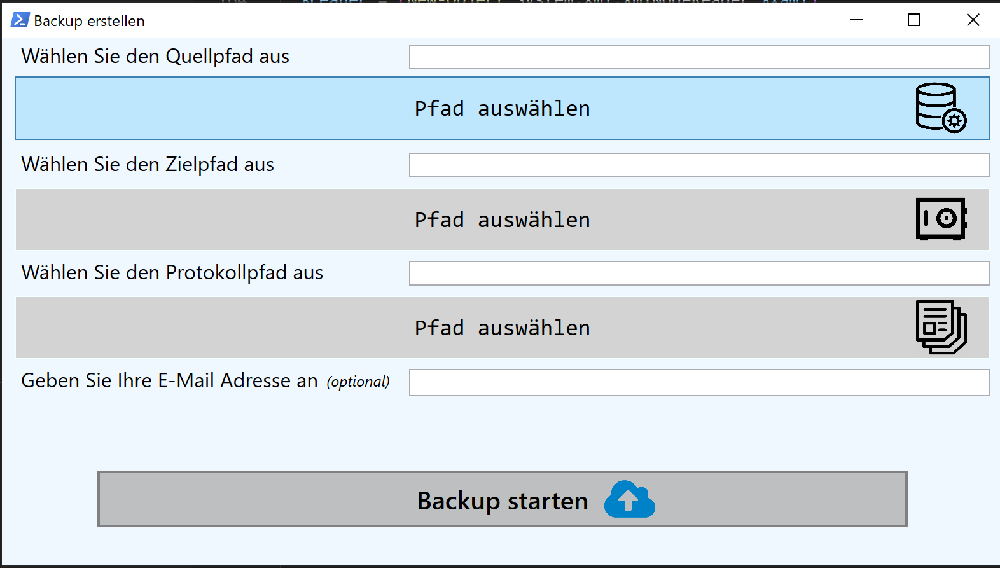 Backup erstellen
Wählen Sie den Quellpfad aus
Pfad auswählen
Wählen Sie den Zielpfad aus
Pfad auswählen
Wählen Sie den Protokollpfad aus
Pfad auswählen
Geben Sie Ihre E-Mail Adresse an (optional)
Backup starten